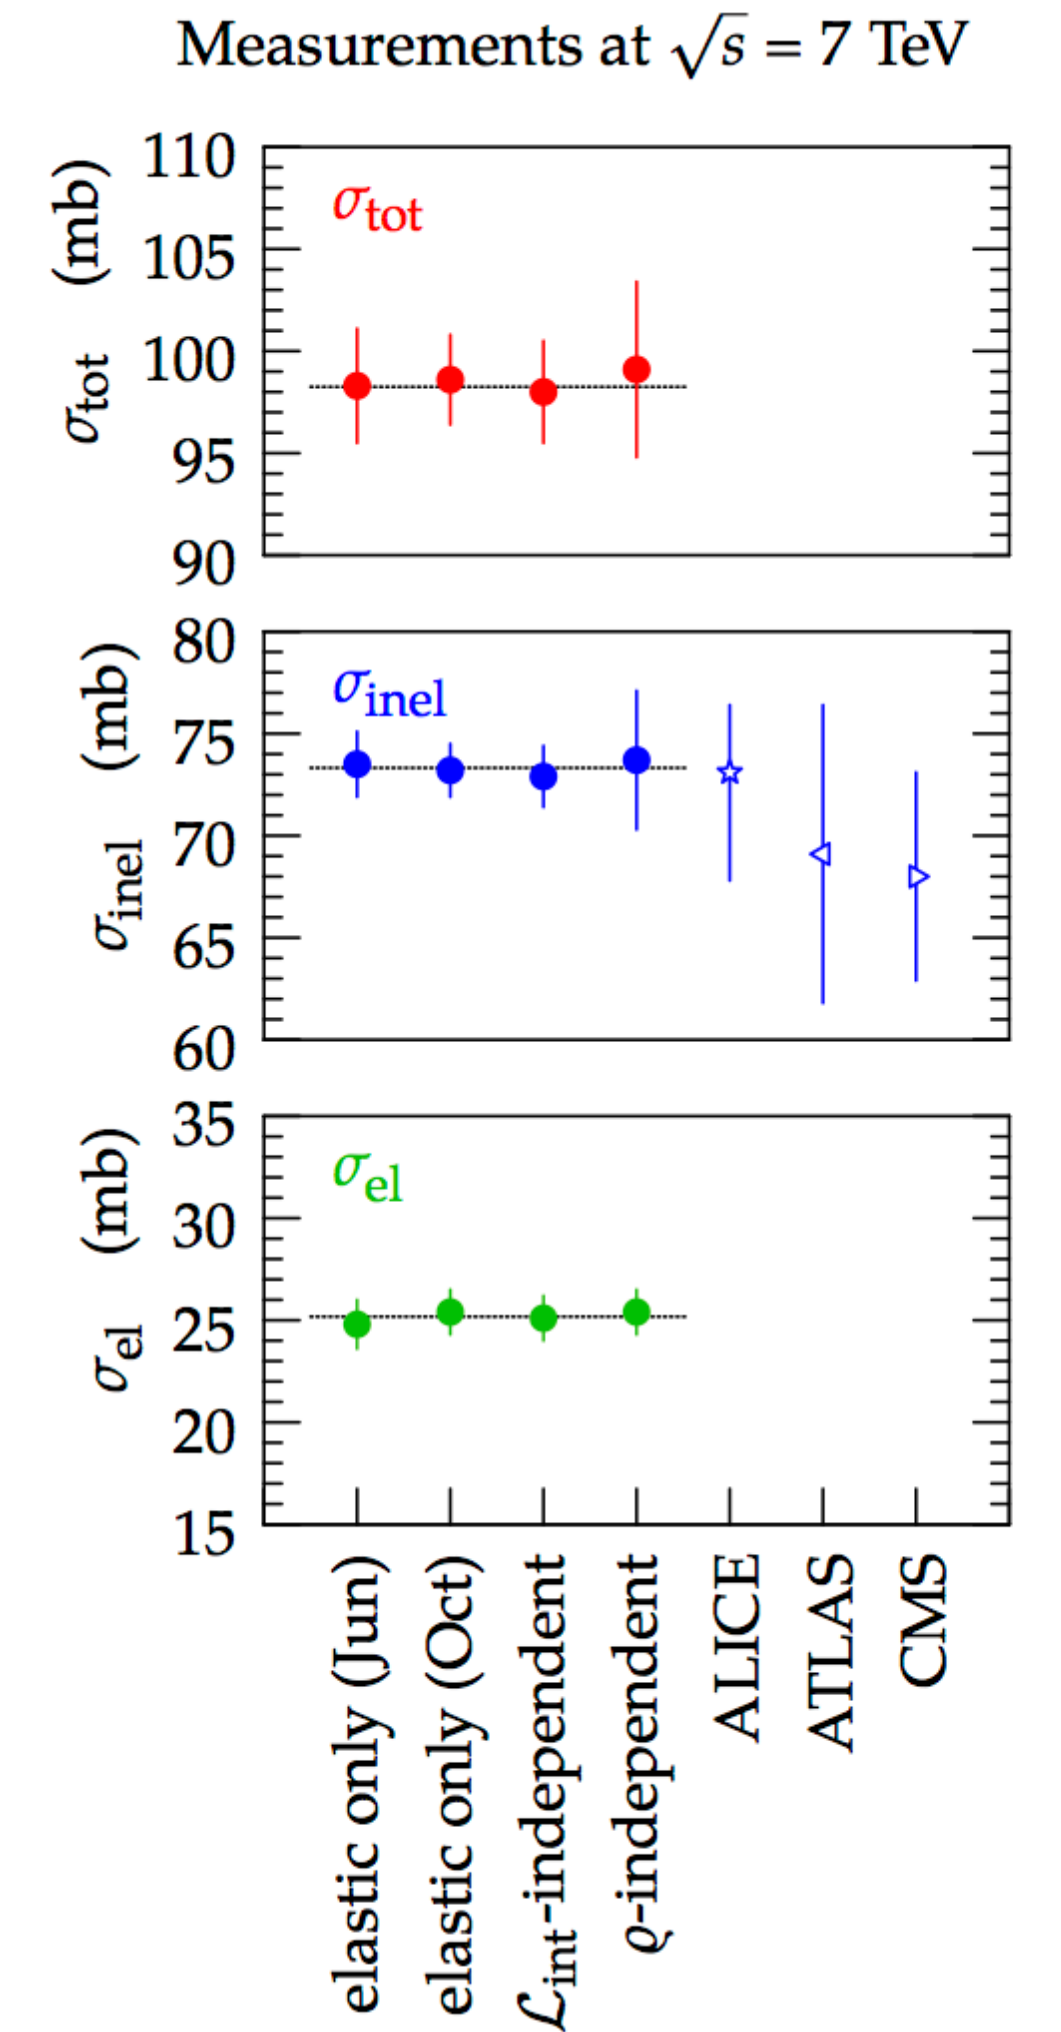 Measurements at √s = 7 TeV
σtot (mb)
110
105
100
95
90
σtot
σinel (mb)
80
75
70
65
60
σinel
σel (mb)
35
30
25
20
15
σel
elastic only (Jun)
elastic only (Oct)
ℒint-independent
ϱ-independent
ALICE
ATLAS
CMS